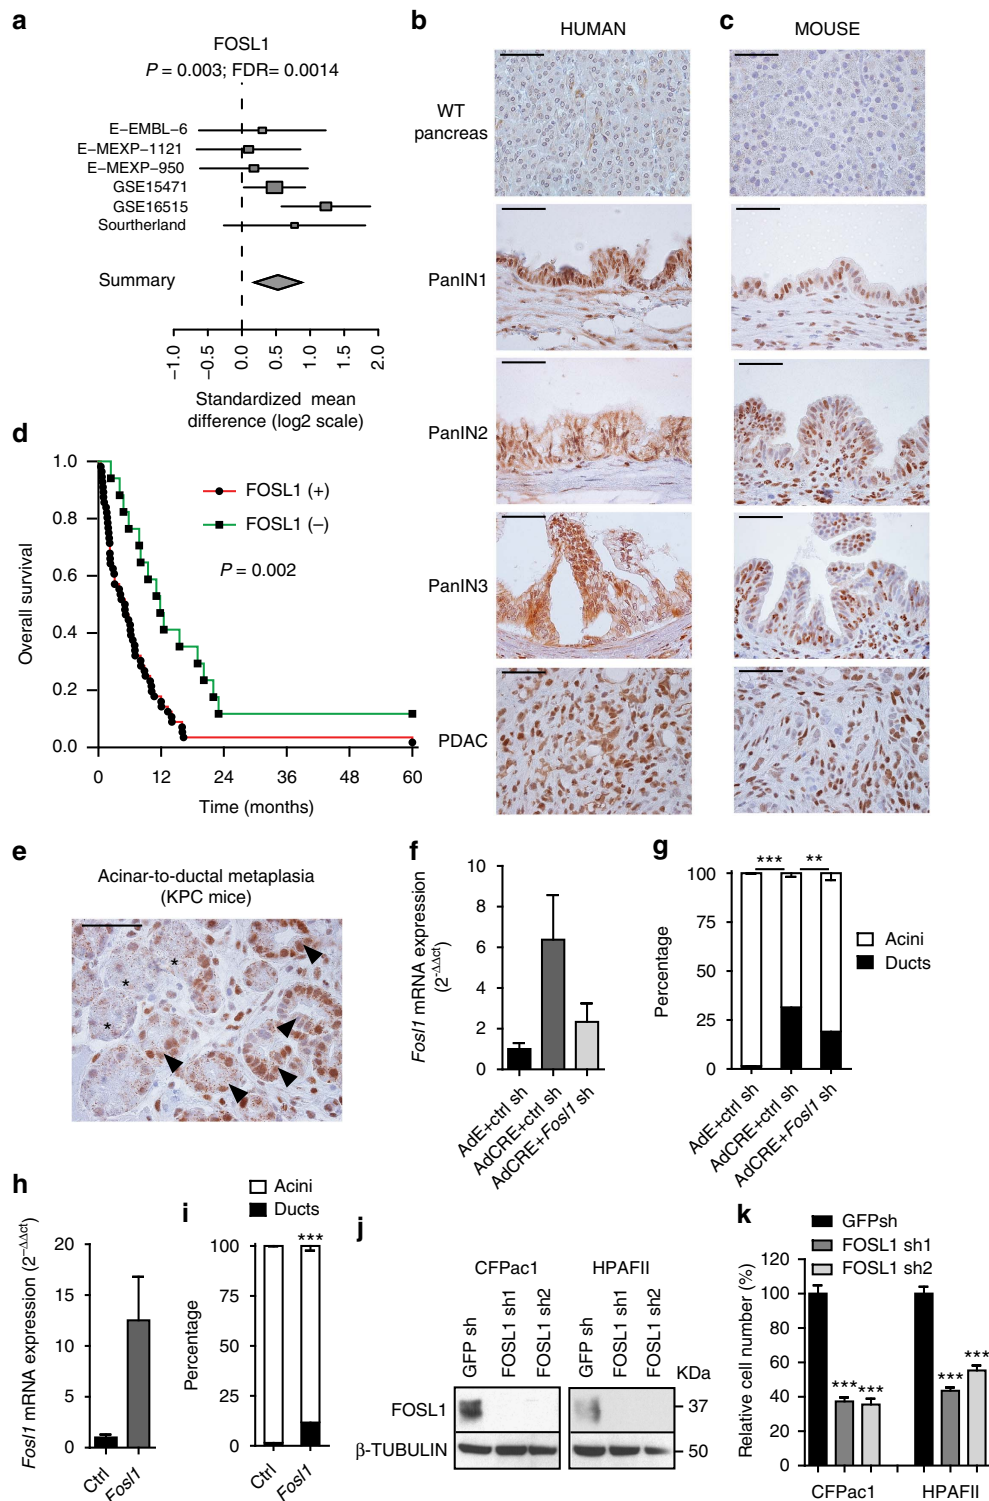 a
FOSL1
P = 0.003; FDR= 0.0014
E–EMBL–6
E–MEXP–1121
E–MEXP–950
GSE15471
GSE16515
Sourtherland
Summary
–1.0
–0.5
0.0
0.5
1.0
1.5
2.0
Standardized mean
difference (log2 scale)
b
HUMAN
c
MOUSE
WT
pancreas
PanIN1
PanIN2
PanIN3
PDAC
d
1.0
0.8
0.6
0.4
0.2
0.0
Overall survival
FOSL1 (+)
FOSL1 (–)
P = 0.002
0 12 24 36 48 60
Time (months)
e
Acinar-to-ductal metaplasia
(KPC mice)
*
*
*
f
Fosl1 mRNA expression
(2-ΔΔct)
10
8
6
4
2
0
AdE+ctrl sh
AdCRE+ctrl sh
AdCRE+Fosl1 sh
g
*** **
100
75
50
25
0
Percentage
Acini
Ducts
AdE+ctrl sh
AdCRE+ctrl sh
AdCRE+Fosl1 sh
h
Fosl1 mRNA expression (2–ΔΔct)
20
15
10
5
0
Ctrl
Fosl1
i
Acini
Ducts
***
100
75
50
25
0
Percentage
Ctrl
Fosl1
j
CFPac1 HPAFII
GFP sh
FOSL1 sh1
FOSL1 sh2
GFP sh
FOSL1 sh1
FOSL1 sh2
KDa
FOSL1
37
β-TUBULIN
50
k
GFPsh
FOSL1 sh1
FOSL1 sh2
Relative cell number (%)
120
100
80
60
40
20
0
*** ***
*** ***
CFPac1 HPAFII